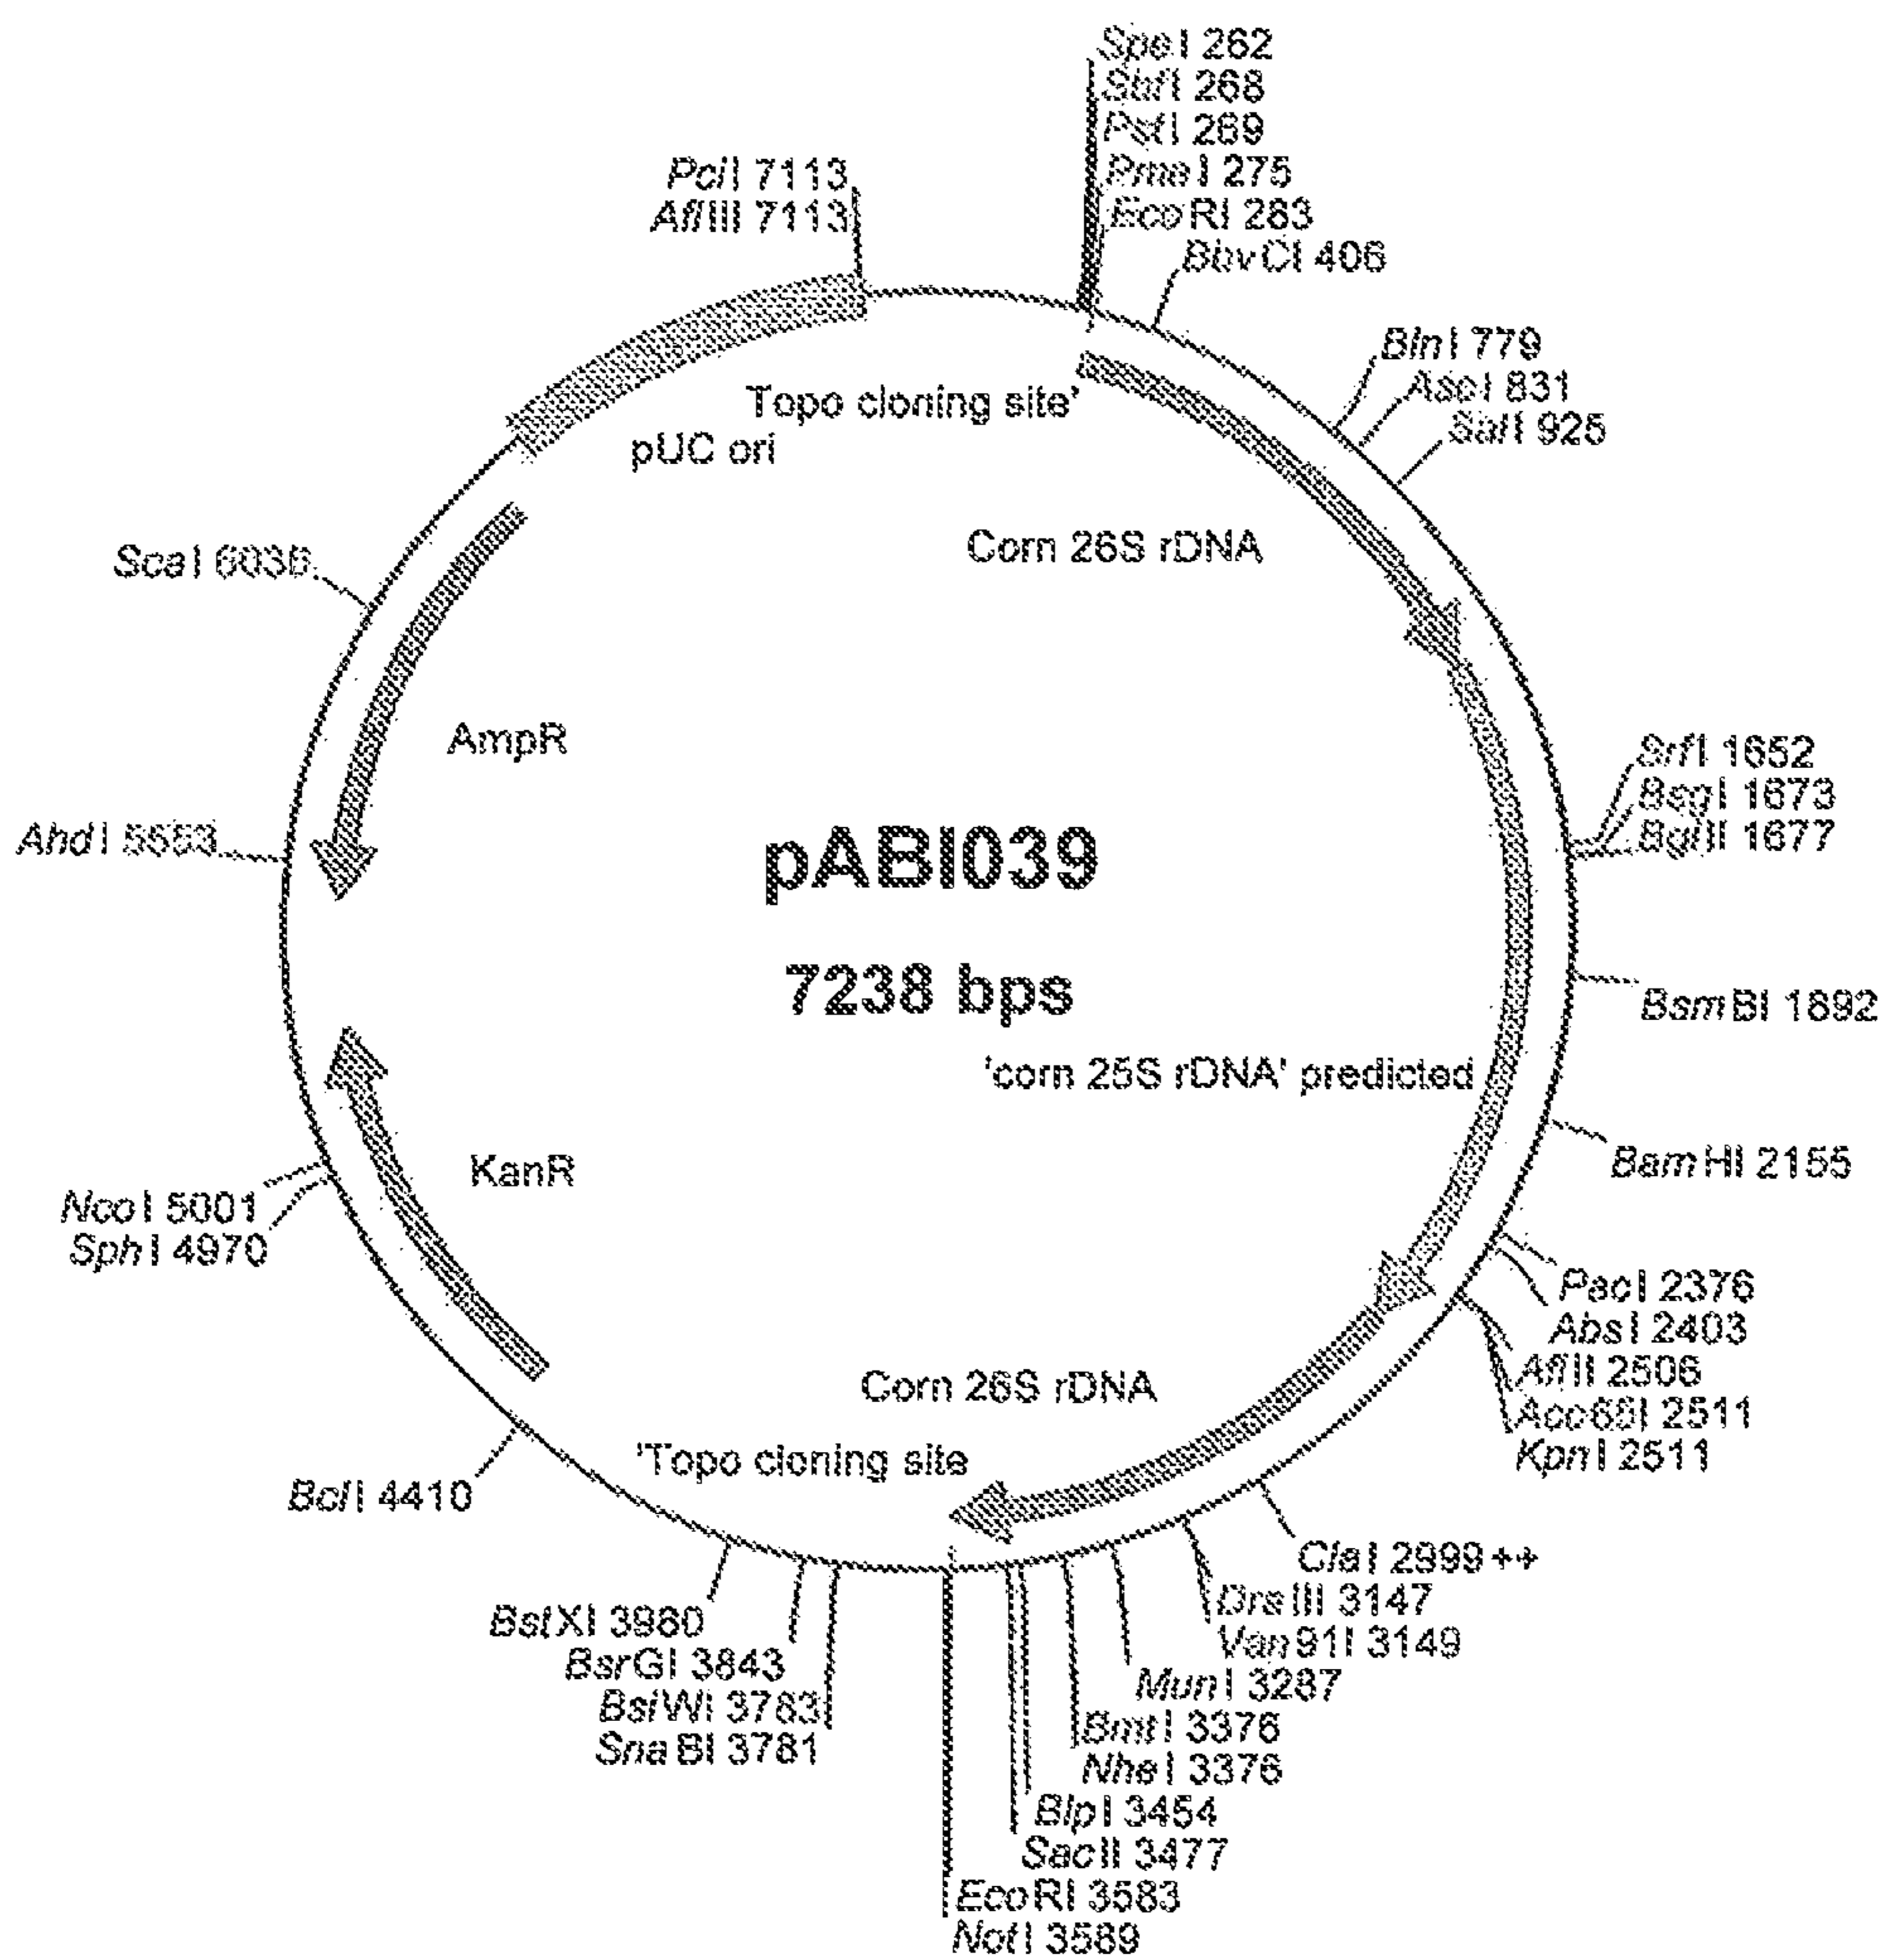 SpeI 262
SbfI 268
PstI 269
PmeI 275
EcoRI 283
BbvCI 406
PciI 7113
AflIII 7113
BlnI 779
AscI 831
SalI 925
Topo cloning site'
pUC ori
Corn 26S rDNA
ScaI
AmpR
SrfI 1652
BsgI 1673
BglII 1677
AhdI
pABI039
7238 bps
BsmBI 1892
'corn 25S rDNA' predicted
BamHI 2155
KanR
NcoI 5001
SphI 4970
PacI 2376
AbsI 2403
AflII 2506
Acc65I 2511
KpnI 2511
Corn 26S rDNA
'Topo cloning site
BclI 4410
ClaI 2999++
DraIII 3147
Van91I 3149
MunI 3287
BmtI 3376
NheI 3376
BlpI 3454
SacII 3477
EcoRI 3583
NotI 3589
BstXI 3960
BsrGI 3843
BsiWI 3783
SnaBI 3781